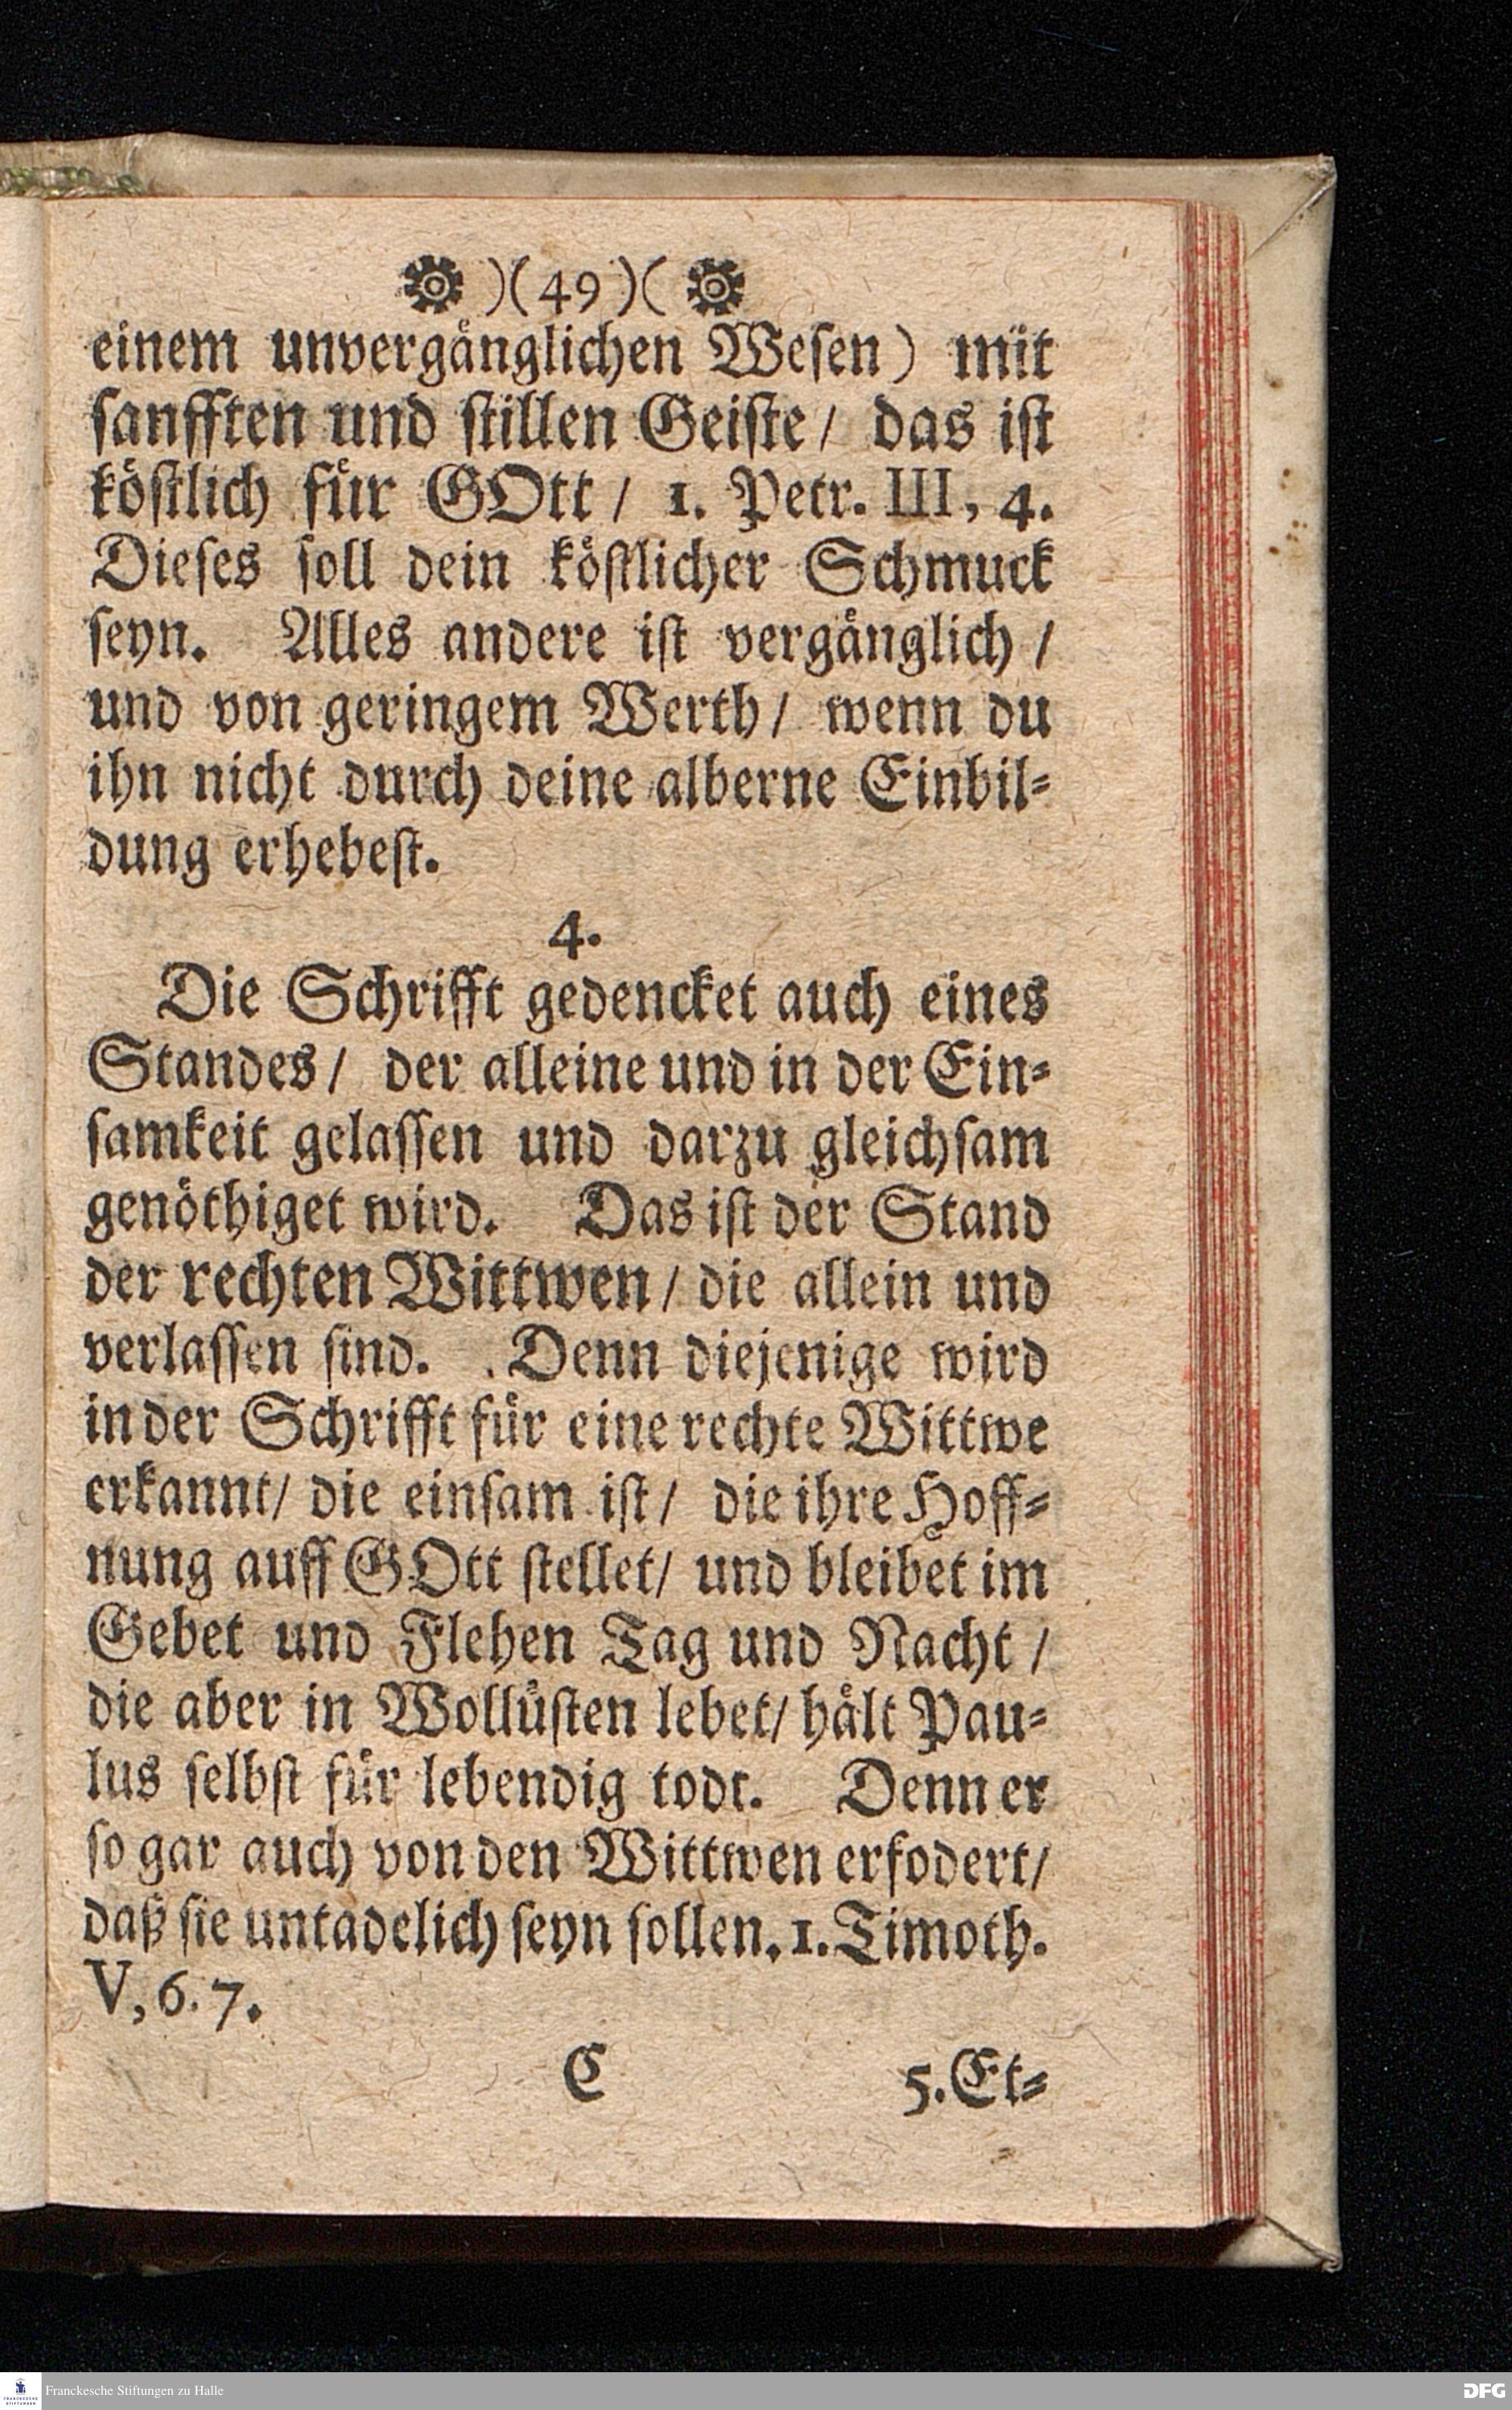 )( 49 )(
einem unvergänglichen Wesen) mit
sanfften und stillen Geiste/ das ist
köstlich für GOtt/ 1. Petr. III, 4.
Dieses soll dein köstlicher Schmuck
seyn. Alles andere ist vergänglich/
und von geringem Werth/ wenn du
ihn nicht durch deine alberne Einbil-
dung erhebest.
4.
Die Schrifft gedencket auch eines
Standes/ der alleine und in der Ein-
samkeit gelassen und darzu gleichsam
genöthiget wird. Das ist der Stand
der rechten Wittwen/ die allein und
verlassen sind. Denn diejenige wird
in der Schrifft für eine rechte Wittwe
erkannt/ die einsam ist/ die ihre Hoff-
nung auff GOtt stellet/ und bleibet im
Gebet und Flehen Tag und Nacht/
die aber in Wollüsten lebet/ hält Pau-
lus selbst für lebendig todt. Denn er
so gar auch von den Wittwen erfodert/
daß sie untadelich seyn sollen. 1. Timoth.
V, 6. 7.
C 5. Et-
FRANCKESCHE STIFTUNGEN
Franckesche Stiftungen zu Halle
DFG